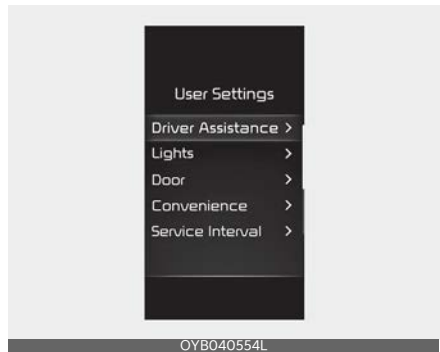 User Settings
Driver Assistance >
Lights >
Door >
Convenience >
Service Interval >
OYB040554L